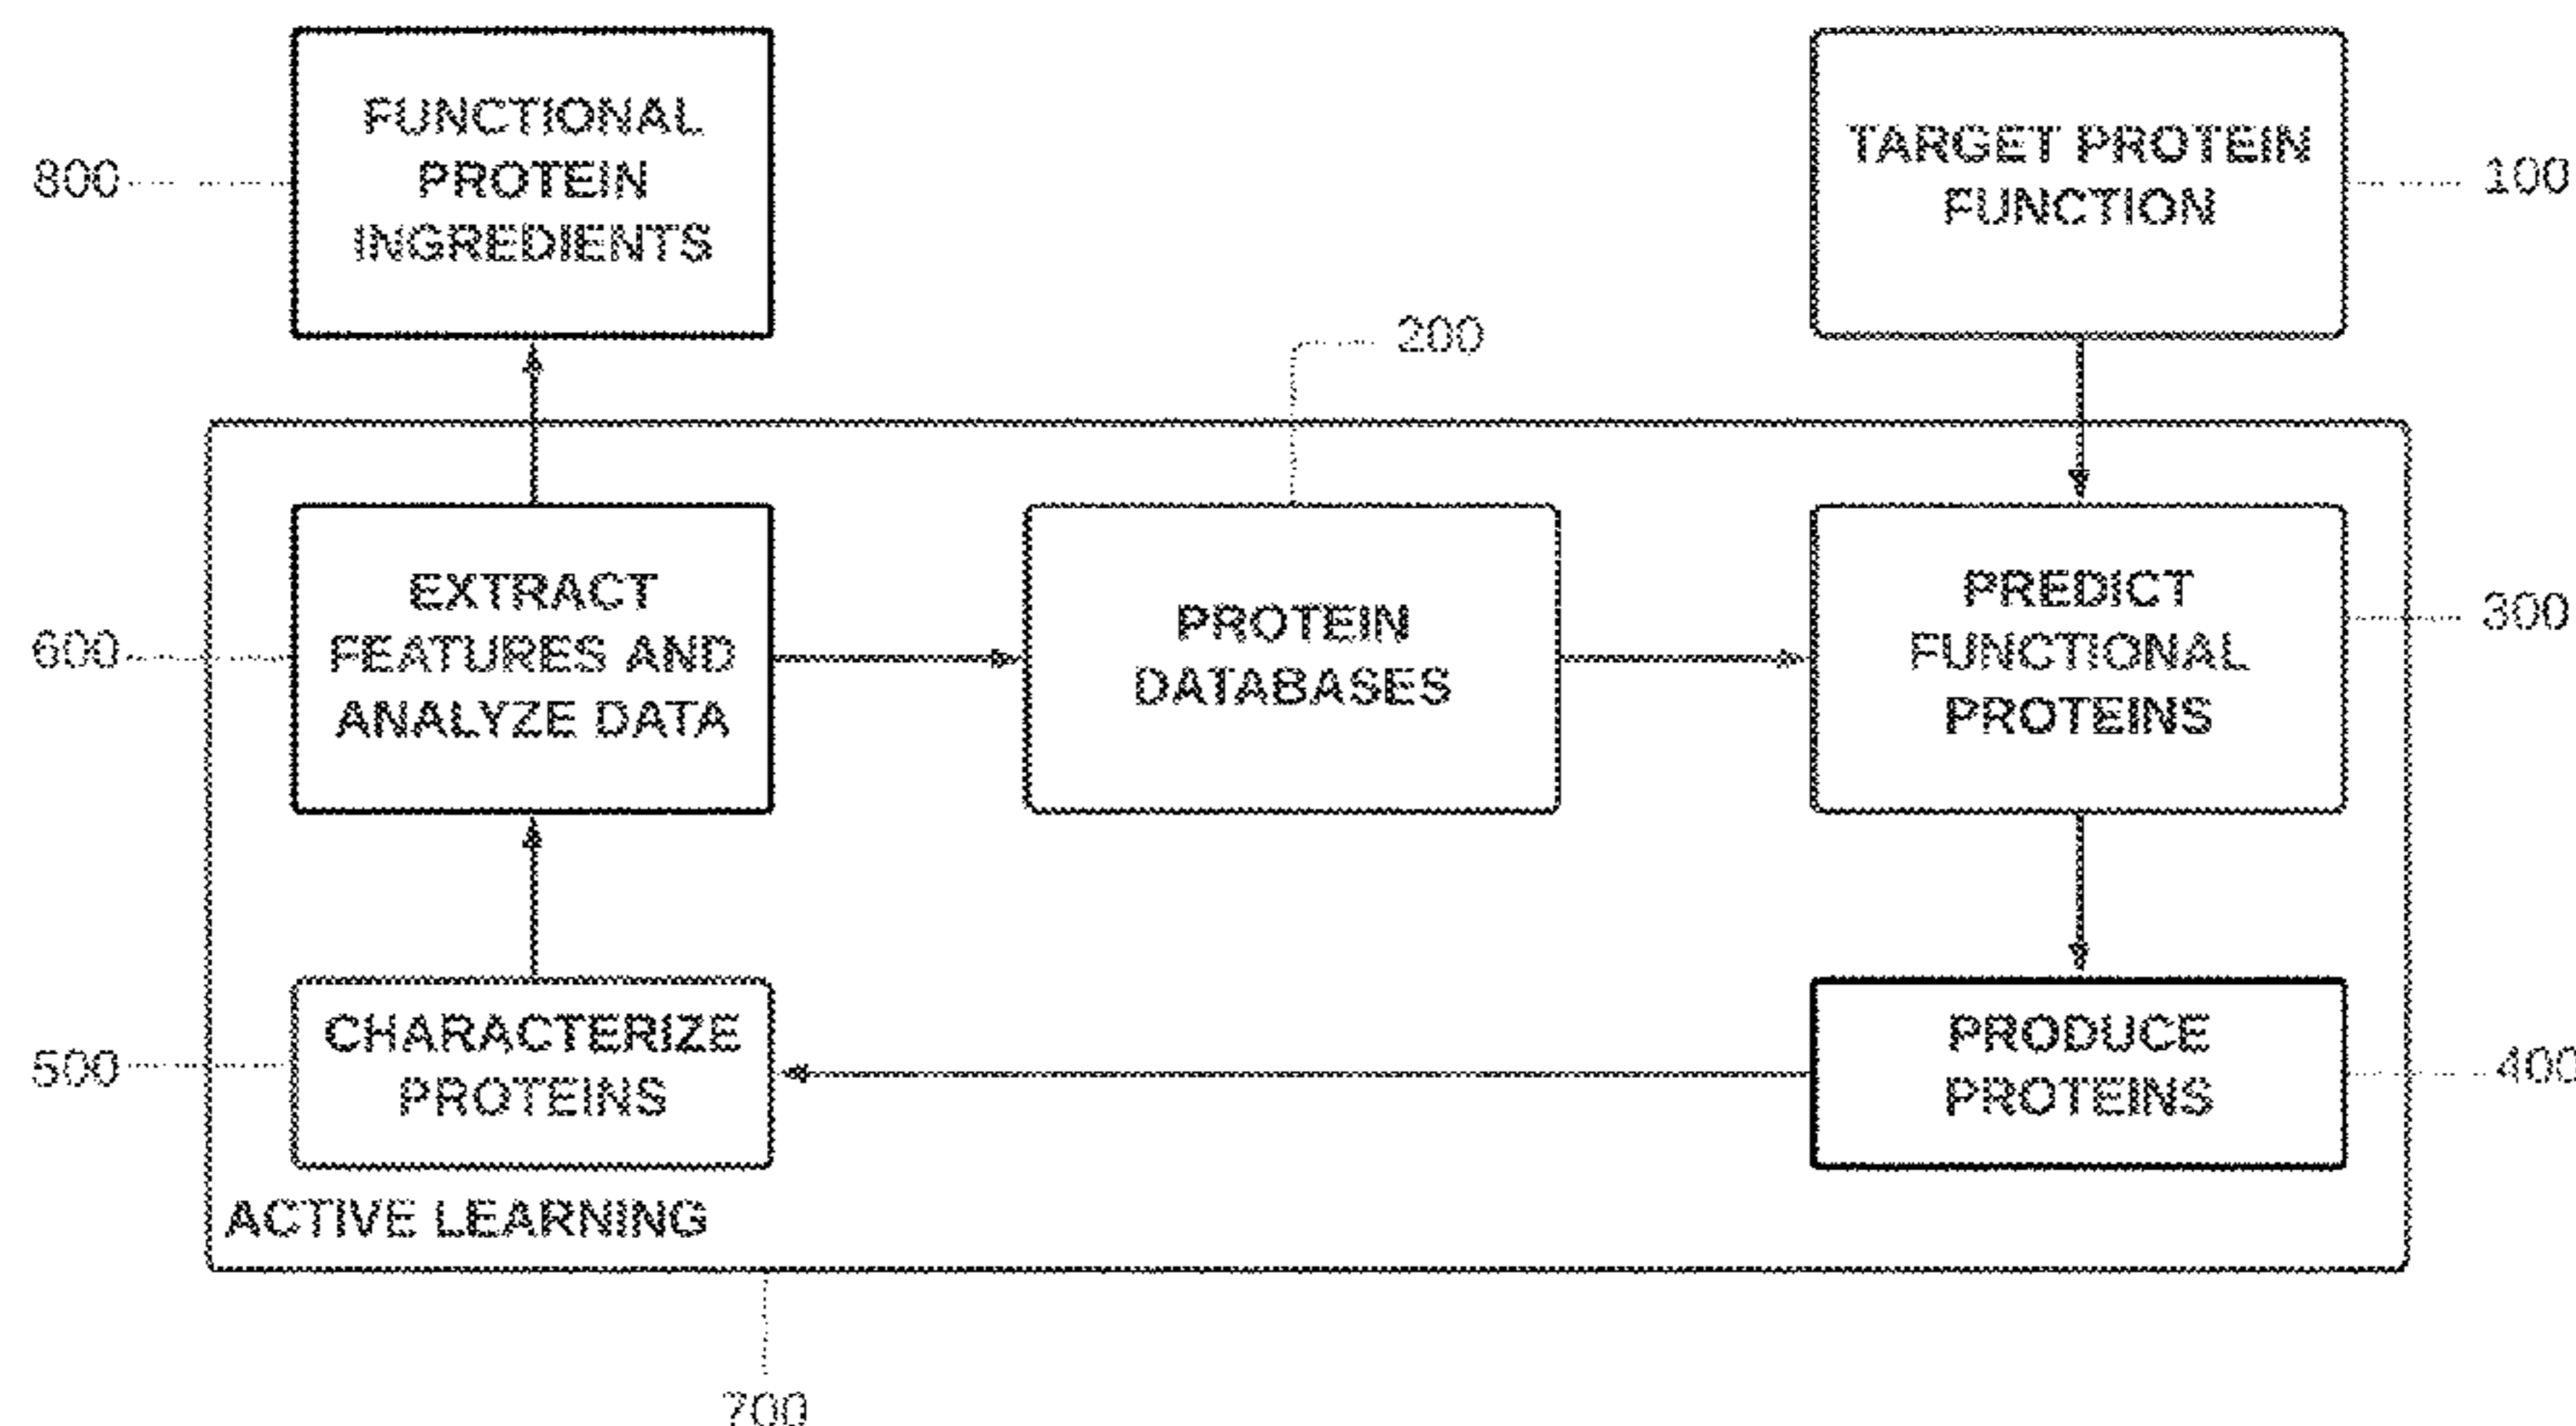 FUNCTIONAL
PROTEIN
INGREDIENTS
800
TARGET PROTEIN
FUNCTION
100
200
EXTRACT
FEATURES AND
ANALYZE DATA
600
PROTEIN
DATABASES
PREDICT
FUNCTIONAL
PROTEINS
300
CHARACTERIZE
PROTEINS
500
PRODUCE
PROTEINS
400
ACTIVE LEARNING
700